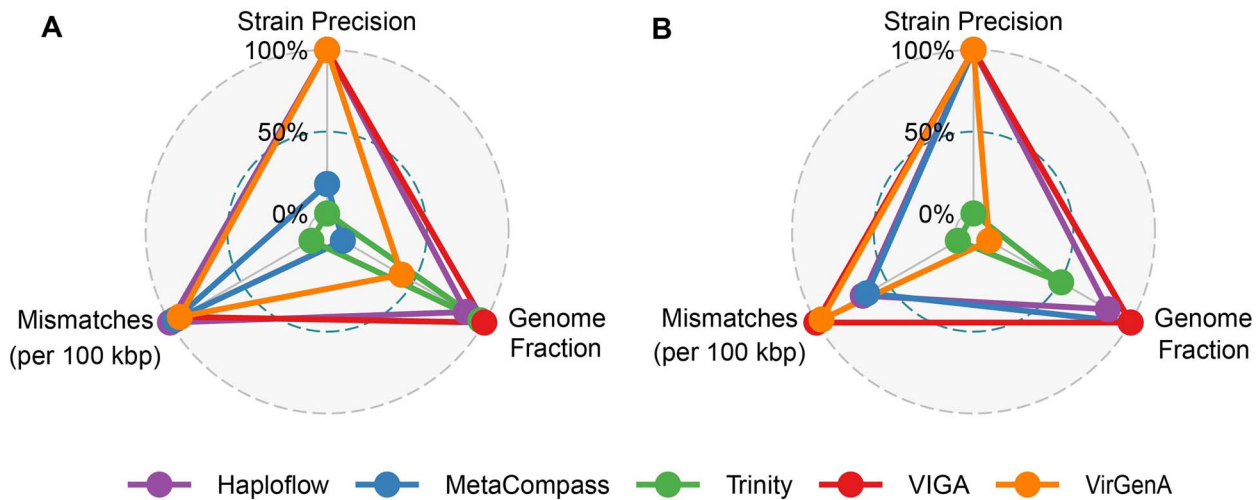 A
Strain Precision
100%
50%
0%
Mismatches
(per 100 kbp)
Genome
Fraction
B
Strain Precision
100%
50%
0%
Mismatches
(per 100 kbp)
Genome
Fraction
Haploflow
MetaCompass
Trinity
VIGA
VirGenA